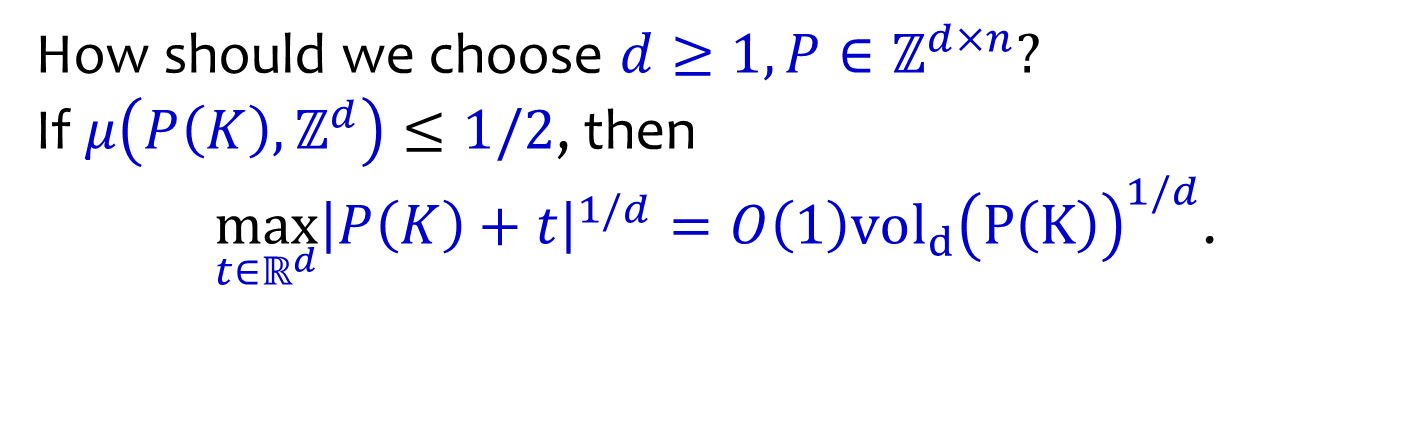 How should we choose d ≥ 1, P ∈ ℤ^{d×n}?
If μ(P(K), ℤ^d) ≤ 1/2, then
max_{t∈ℝ^d} |P(K) + t|^{1/d} = O(1)vol_d(P(K))^{1/d}.